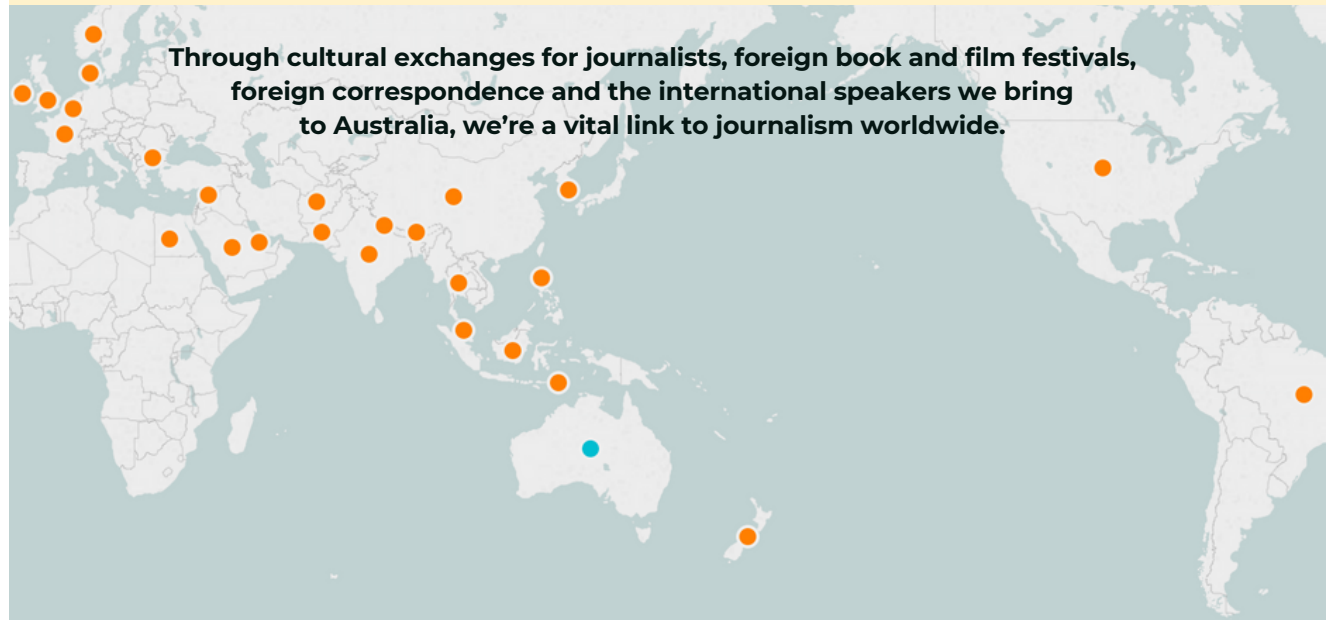 Through cultural exchanges for journalists, foreign book and film festivals,
foreign correspondence and the international speakers we bring
to Australia, we’re a vital link to journalism worldwide.